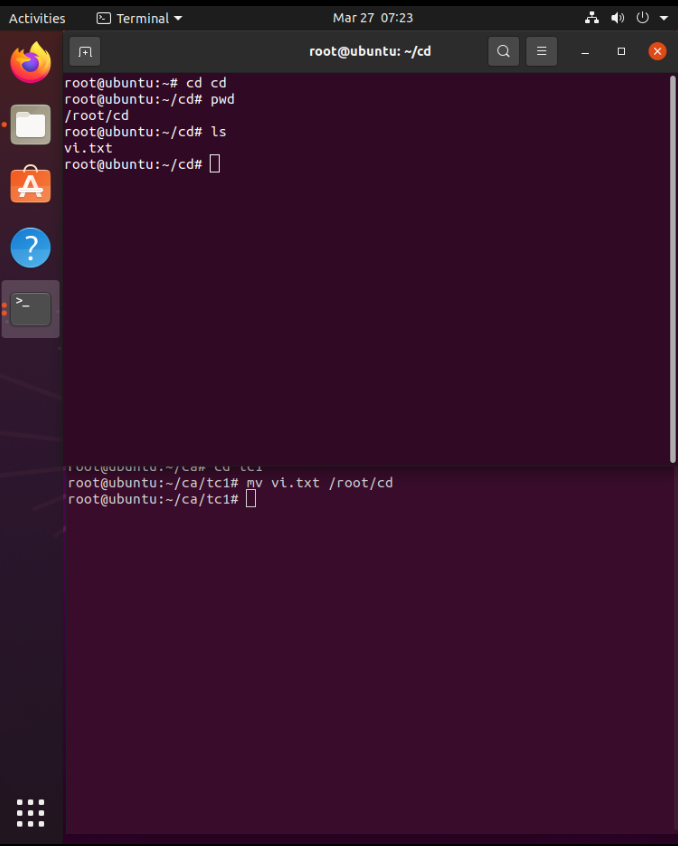 Activities
Terminal
Mar 27 07:23
root@ubuntu: ~/cd
root@ubuntu:~# cd cd
root@ubuntu:~/cd# pwd
/root/cd
root@ubuntu:~/cd# ls
vi.txt
root@ubuntu:~/cd#
root@ubuntu:~/ca# cd tc1
root@ubuntu:~/ca/tc1# mv vi.txt /root/cd
root@ubuntu:~/ca/tc1#